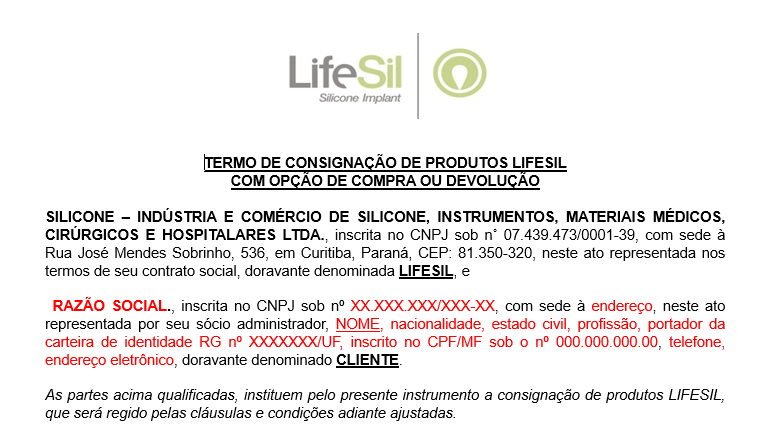 LifeSil
Silicone Implant
TERMO DE CONSIGNAÇÃO DE PRODUTOS LIFESIL
COM OPÇÃO DE COMPRA OU DEVOLUÇÃO
SILICONE – INDÚSTRIA E COMÉRCIO DE SILICONE, INSTRUMENTOS, MATERIAIS MÉDICOS,
CIRÚRGICOS E HOSPITALARES LTDA., inscrita no CNPJ sob n° 07.439.473/0001-39, com sede à
Rua José Mendes Sobrinho, 536, em Curitiba, Paraná, CEP: 81.350-320, neste ato representada nos
termos de seu contrato social, doravante denominada LIFESIL, e
RAZÃO SOCIAL., inscrita no CNPJ sob nº XX.XXX.XXX/XXX-XX, com sede à endereço, neste ato
representada por seu sócio administrador, NOME, nacionalidade, estado civil, profissão, portador da
carteira de identidade RG nº XXXXXXX/UF, inscrito no CPF/MF sob o nº 000.000.000.00, telefone,
endereço eletrônico, doravante denominado CLIENTE.
As partes acima qualificadas, instituem pelo presente instrumento a consignação de produtos LIFESIL,
que será regido pelas cláusulas e condições adiante ajustadas.